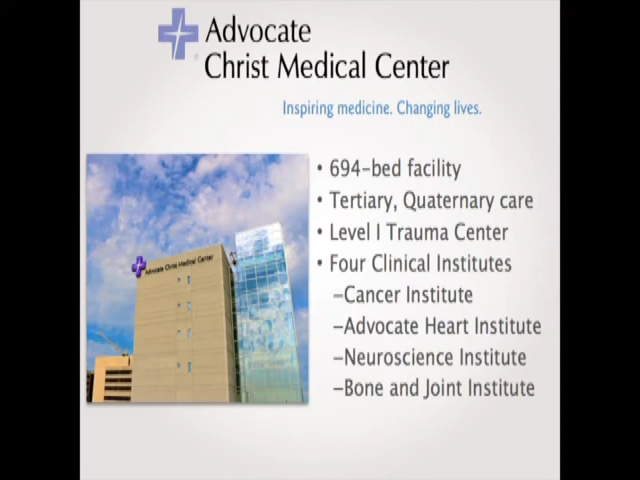 Advocate
Christ Medical Center
Inspiring medicine. Changing lives.
Advocate Christ Medical Center
• 694-bed facility
• Tertiary, Quaternary care
• Level I Trauma Center
• Four Clinical Institutes
–Cancer Institute
–Advocate Heart Institute
–Neuroscience Institute
–Bone and Joint Institute